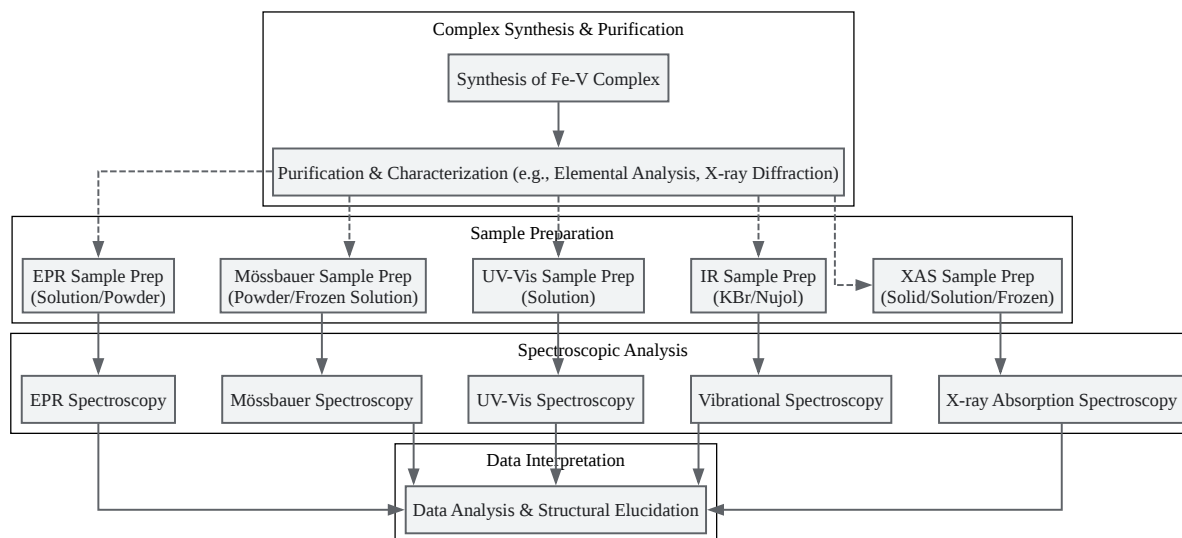 Complex Synthesis & Purification
Synthesis of Fe-V Complex
Purification & Characterization (e.g., Elemental Analysis, X-ray Diffraction)
Sample Preparation
EPR Sample Prep
(Solution/Powder)
Mössbauer Sample Prep
(Powder/Frozen Solution)
UV-Vis Sample Prep
(Solution)
IR Sample Prep
(KBr/Nujol)
XAS Sample Prep
(Solid/Solution/Frozen)
Spectroscopic Analysis
EPR Spectroscopy
Mössbauer Spectroscopy
UV-Vis Spectroscopy
Vibrational Spectroscopy
X-ray Absorption Spectroscopy
Data Interpretation
Data Analysis & Structural Elucidation